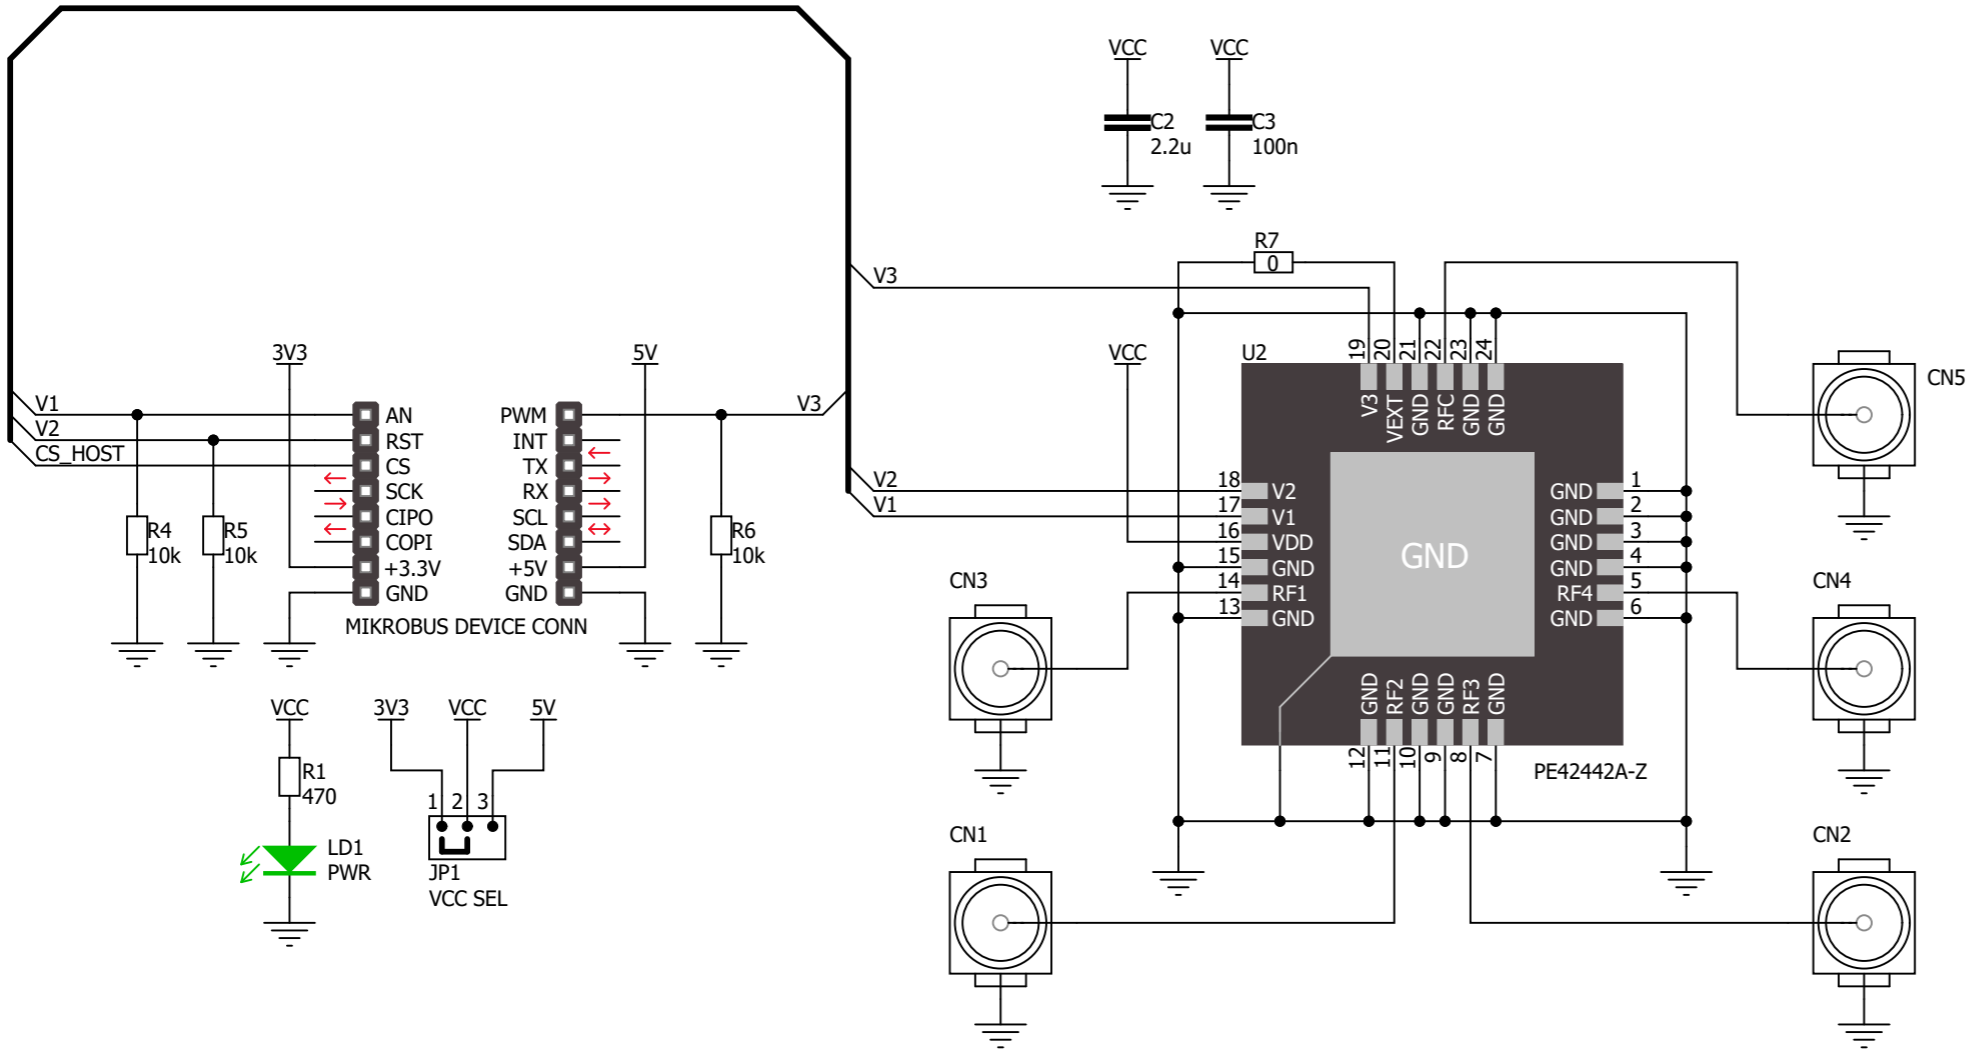 VCC
VCC
C2
2.2u
C3
100n
R7
0
V3
3V3
5V
VCC
U2
19
20
21
22
23
24
V3
VEXT
GND
RFC
GND
GND
CN5
V1
V2
CS_HOST
AN
RST
CS
SCK
CIPO
COPI
+3.3V
GND
PWM
INT
TX
RX
SCL
SDA
+5V
GND
V3
R4
10k
R5
10k
R6
10k
MIKROBUS DEVICE CONN
V2
V1
18
17
16
15
14
13
V2
V1
VDD
GND
RF1
GND
GND
GND
GND
GND
GND
RF4
GND
1
2
3
4
5
6
CN3
CN4
GND
RF2
GND
GND
RF3
GND
12
11
10
9
8
7
PE42442A-Z
VCC
R1
470
LD1
PWR
3V3
VCC
5V
1 2 3
JP1
VCC SEL
CN1
CN2